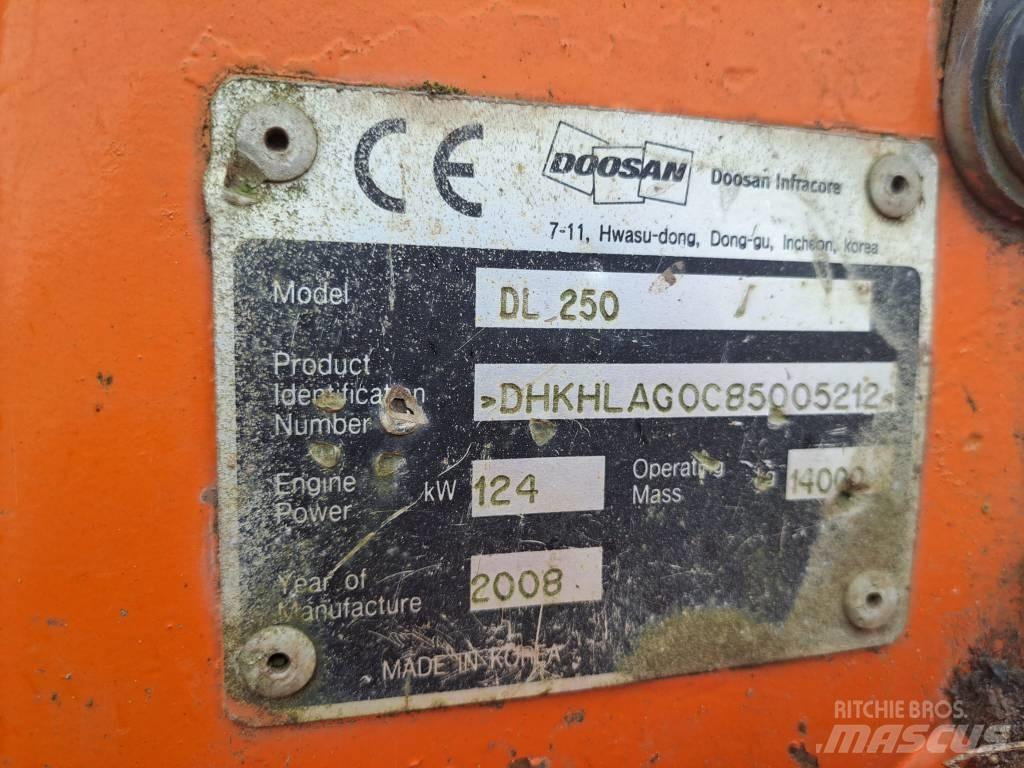 CE DOOSAN Doosan Infracore
7-11, Hwasu-dong, Dong-gu, Incheon, Korea
Model DL 250
Product
Identification
Number >DHKHLAG0C85005212<
Engine
Power kW 124
Operating
Mass 14000
Year of
Manufacture 2008
MADE IN KOREA
RITCHIE BROS.
MASCUS